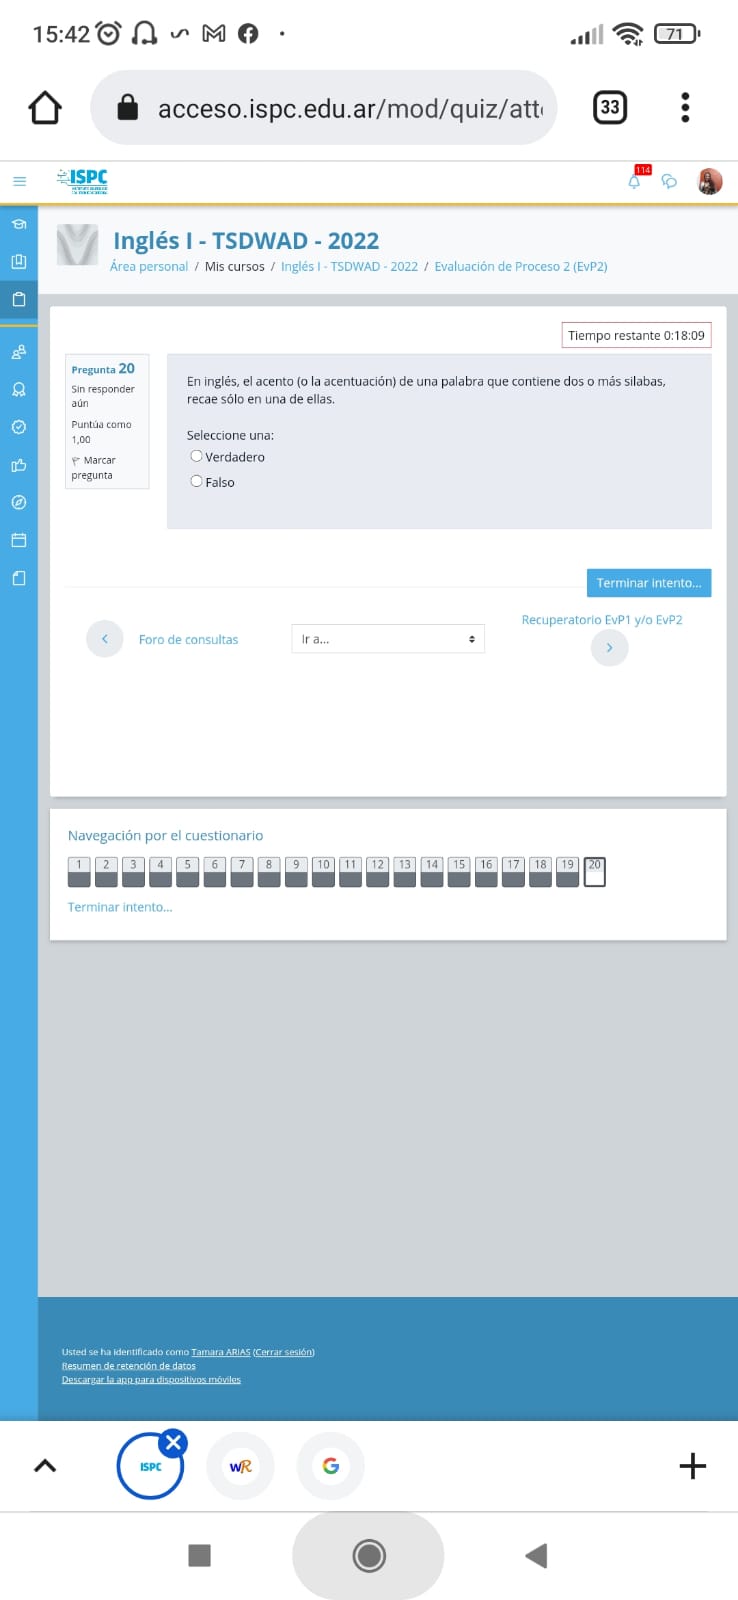 15:42
71
acceso.ispc.edu.ar/mod/quiz/att
33
ISPC
114
Inglés I - TSDWAD - 2022
Área personal / Mis cursos / Inglés I - TSDWAD - 2022 / Evaluación de Proceso 2 (EvP2)
Tiempo restante 0:18:09
Pregunta 20
Sin responder
aún
Puntúa como
1,00
Marcar
pregunta
En inglés, el acento (o la acentuación) de una palabra que contiene dos o más silabas,
recae sólo en una de ellas.
Seleccione una:
Verdadero
Falso
Terminar intento...
Foro de consultas
Ir a...
Recuperatorio EvP1 y/o EvP2
Navegación por el cuestionario
1 2 3 4 5 6 7 8 9 10 11 12 13 14 15 16 17 18 19 20
Terminar intento...
Usted se ha identificado como Tamara ARIAS (Cerrar sesión)
Resumen de retención de datos
Descargar la app para dispositivos móviles
ISPC
WR
G